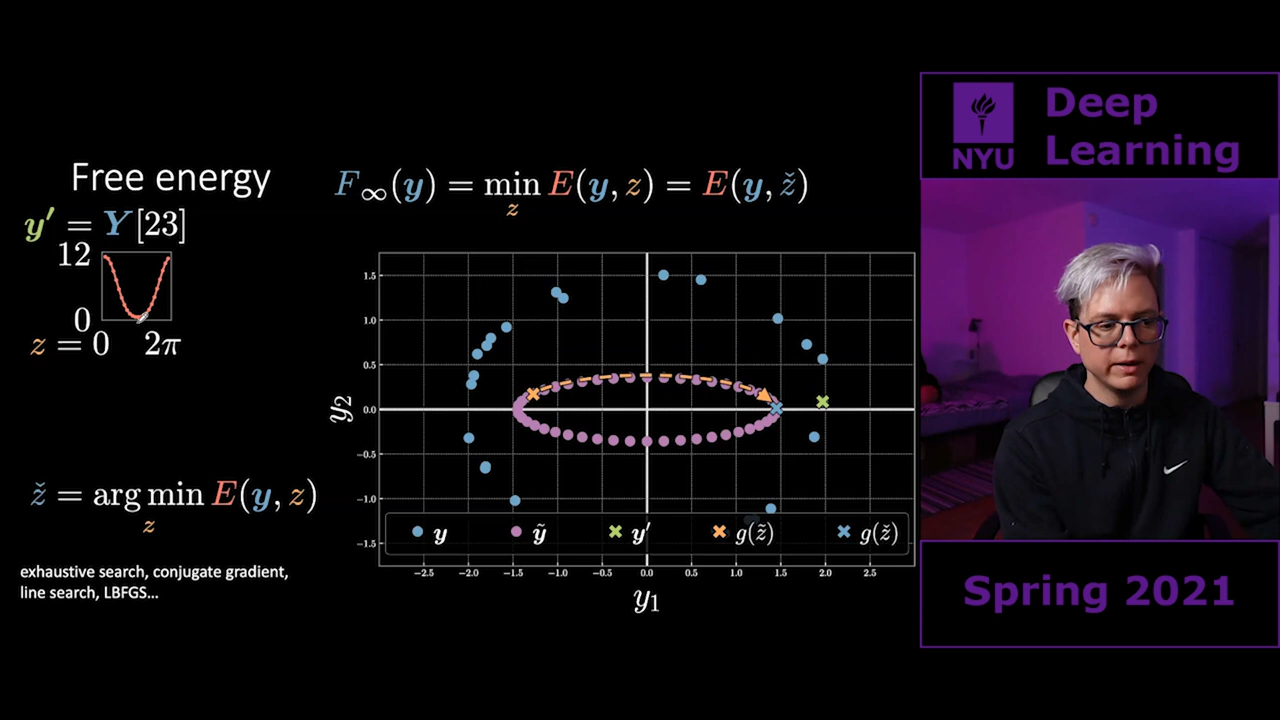 Free energy
y′ = Y[23]
12
0
z = 0 2π
ž = arg min E(y, z)
z
exhaustive search, conjugate gradient,
line search, LBFGS...
F∞(y) = min E(y, z) = E(y, ž)
z
1.5
1.0
0.5
0.0
−0.5
−1.0
−1.5
y₂
y ỹ y′ g(z̃) g(ž)
−2.5 −2.0 −1.5 −1.0 −0.5 0.0 0.5 1.0 1.5 2.0 2.5
y₁
NYU
Deep
Learning
Spring 2021